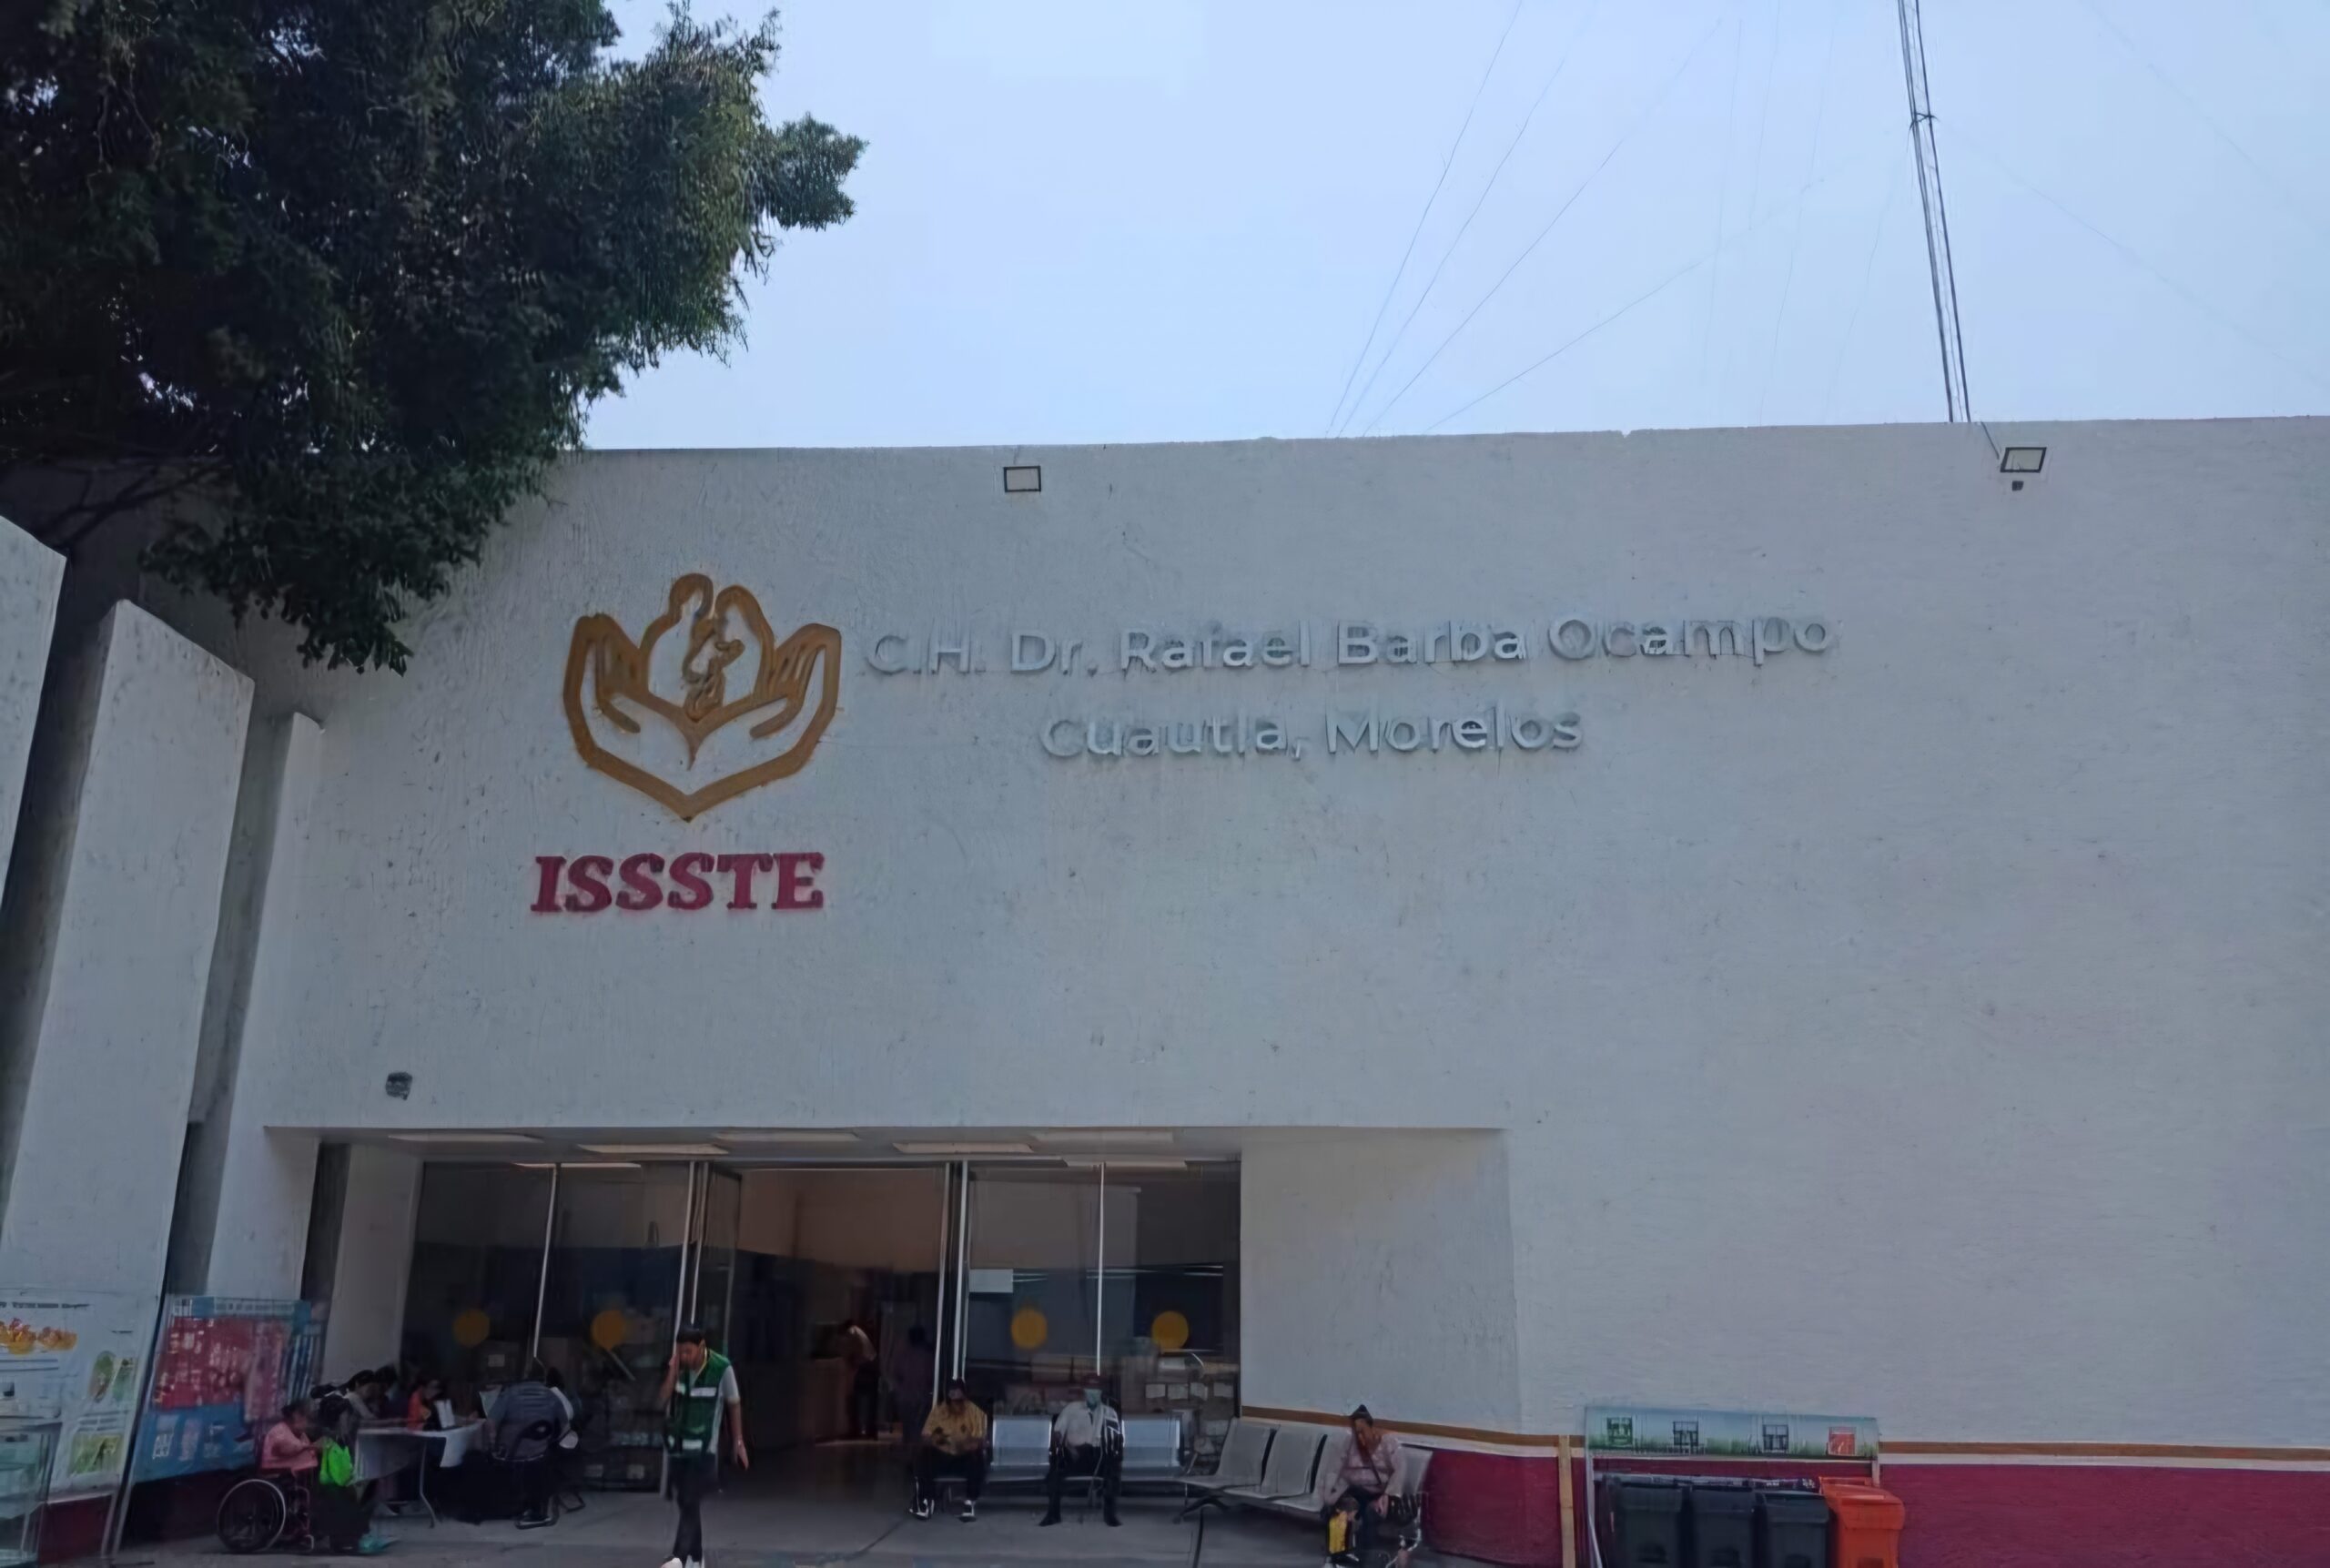 C.H. Dr. Rafael Barba Ocampo
Cuautla, Morelos
ISSSTE